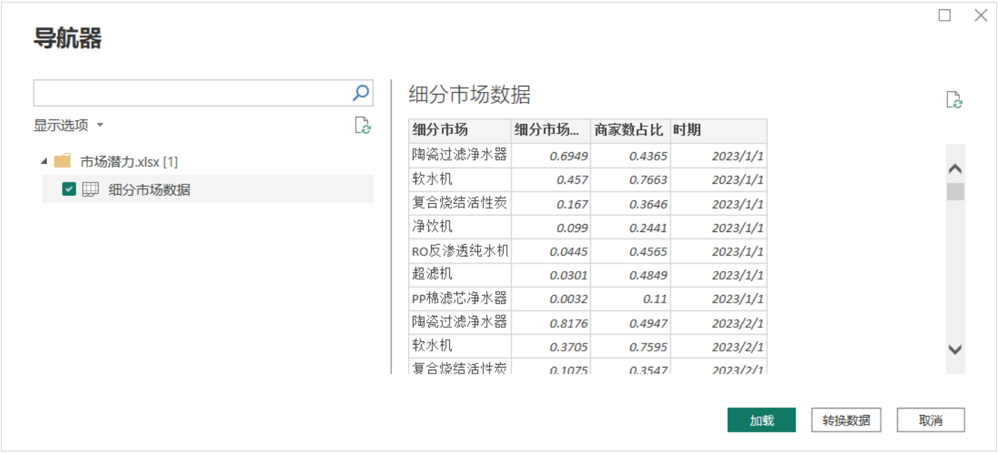 导航器
显示选项
市场潜力.xlsx [1]
细分市场数据
细分市场数据
细分市场 细分市场... 商家数占比 时期
陶瓷过滤净水器 0.6949 0.4365 2023/1/1
软水机 0.457 0.7663 2023/1/1
复合烧结活性炭 0.167 0.3646 2023/1/1
净饮机 0.099 0.2441 2023/1/1
RO反渗透纯水机 0.0445 0.4565 2023/1/1
超滤机 0.0301 0.4849 2023/1/1
PP棉滤芯净水器 0.0032 0.11 2023/1/1
陶瓷过滤净水器 0.8176 0.4947 2023/2/1
软水机 0.3705 0.7595 2023/2/1
复合烧结活性炭 0.1075 0.3547 2023/2/1
加载 转换数据 取消